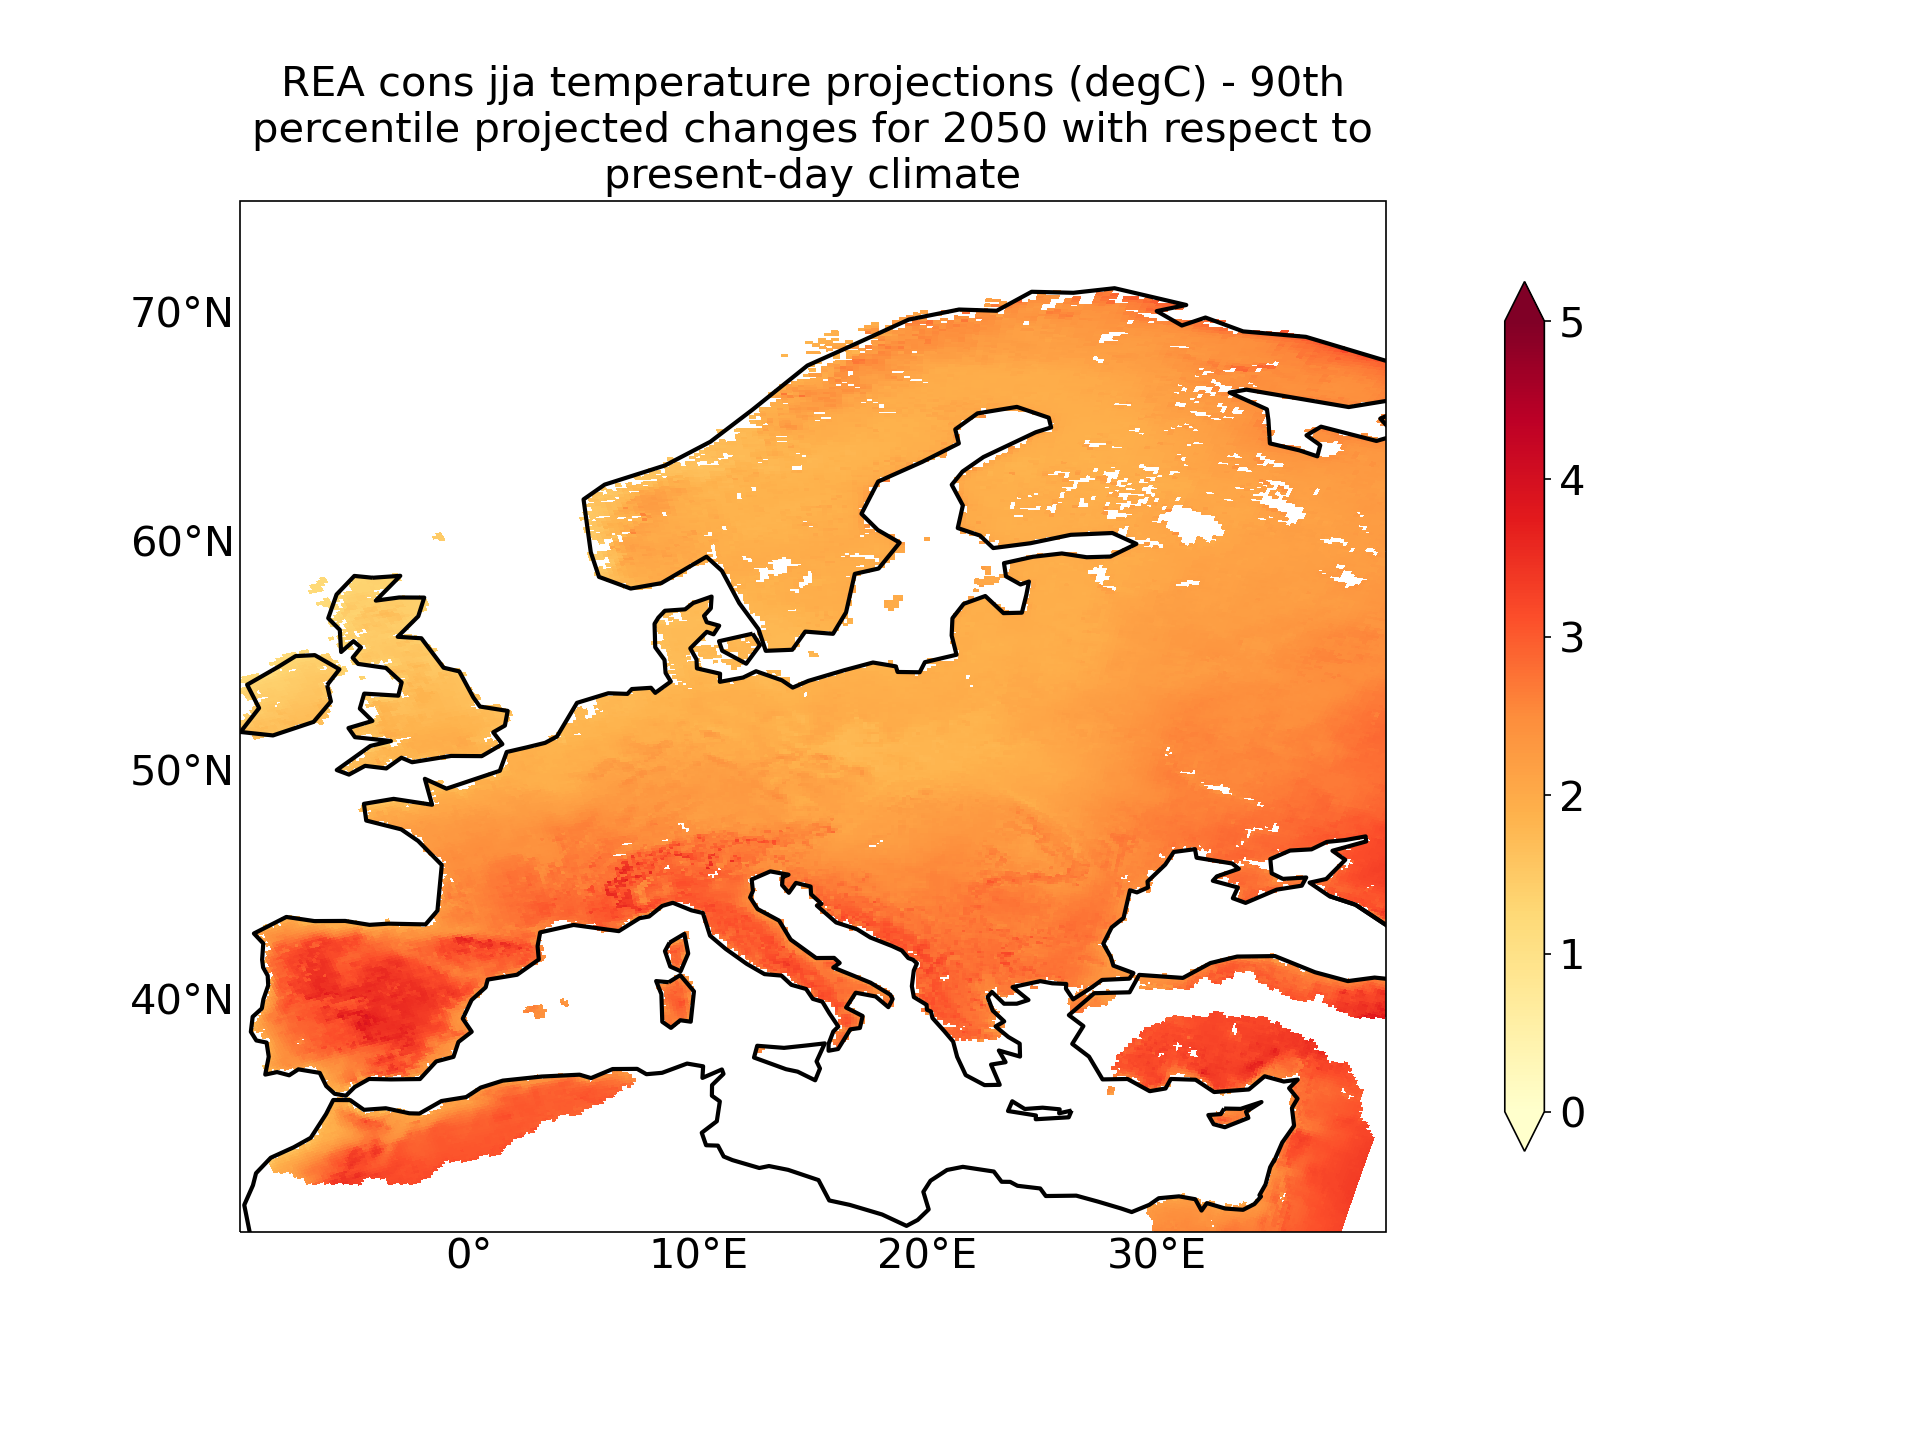 REA cons jja temperature projections (degC) - 90th
percentile projected changes for 2050 with respect to
present-day climate
70°N
60°N
50°N
40°N
0°
10°E
20°E
30°E
5
4
3
2
1
0